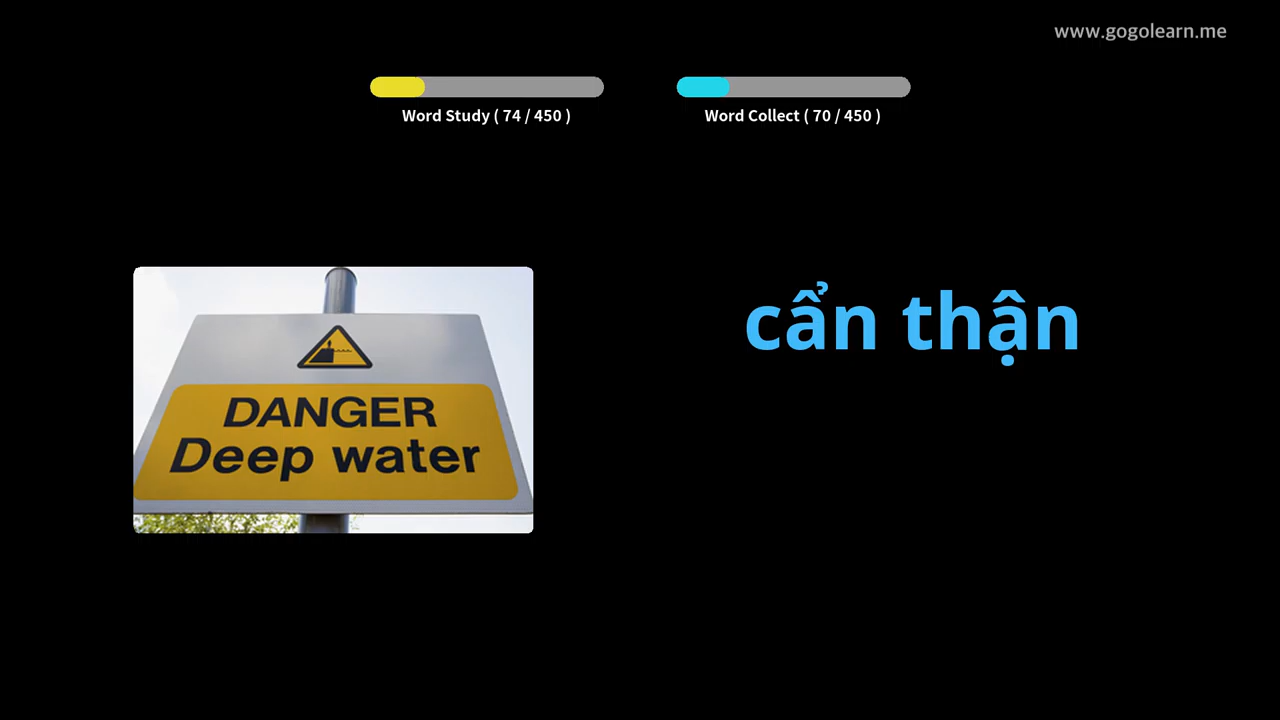 www.gogolearn.me
Word Study ( 74 / 450 )
Word Collect ( 70 / 450 )
cẩn thận
DANGER
Deep water